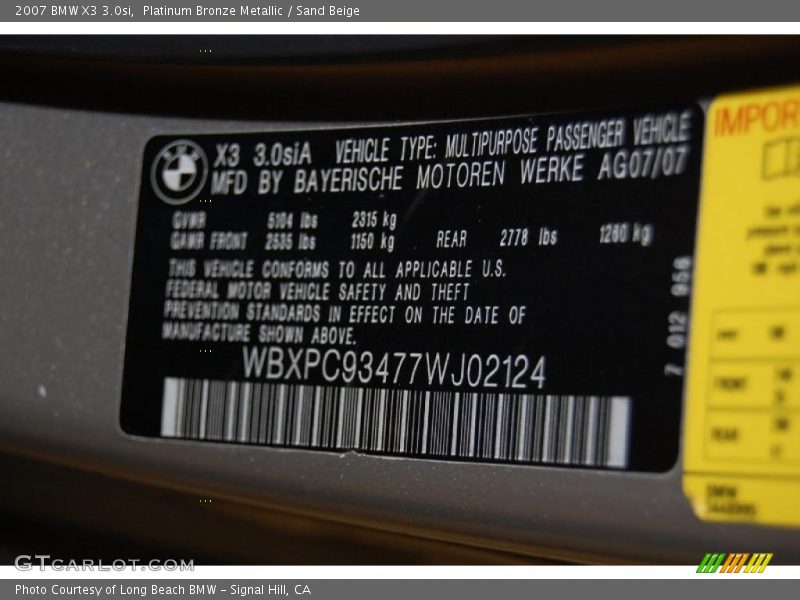 2007 BMW X3 3.0si, Platinum Bronze Metallic / Sand Beige
X3 3.0siA VEHICLE TYPE: MULTIPURPOSE PASSENGER VEHICLE
MFD BY BAYERISCHE MOTOREN WERKE AG07/07
GVWR 5104 lbs 2315 kg
GAWR FRONT 2535 lbs 1150 kg REAR 2778 lbs 1260 kg
THIS VEHICLE CONFORMS TO ALL APPLICABLE U.S.
FEDERAL MOTOR VEHICLE SAFETY AND THEFT
PREVENTION STANDARDS IN EFFECT ON THE DATE OF
MANUFACTURE SHOWN ABOVE.
WBXPC93477WJ02124
7 012 958
IMPOR
FRONT
REAR
BMW
GTCARLOT.COM
Photo Courtesy of Long Beach BMW - Signal Hill, CA